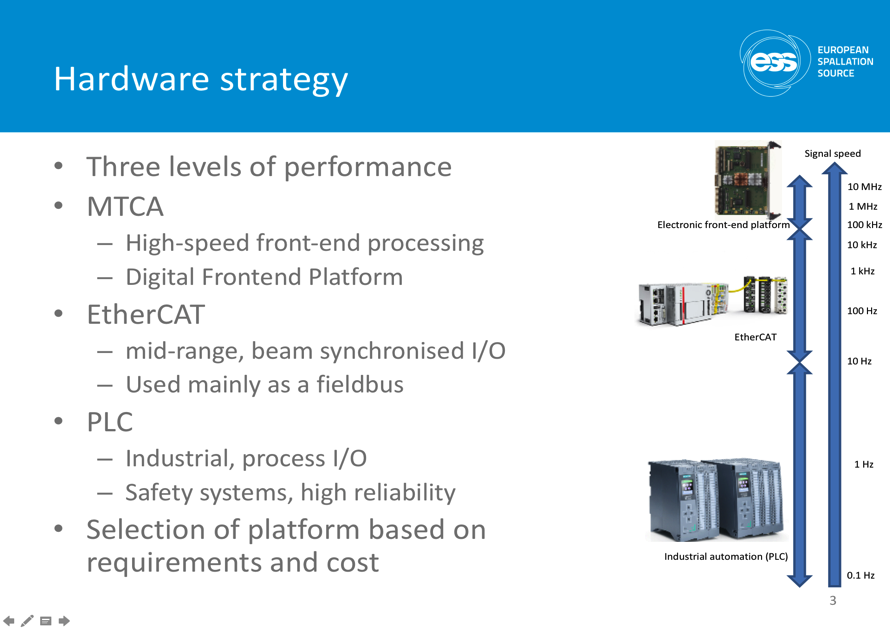 Hardware strategy
ess
EUROPEAN
SPALLATION
SOURCE
• Three levels of performance
• MTCA
– High-speed front-end processing
– Digital Frontend Platform
• EtherCAT
– mid-range, beam synchronised I/O
– Used mainly as a fieldbus
• PLC
– Industrial, process I/O
– Safety systems, high reliability
• Selection of platform based on
requirements and cost
Signal speed
10 MHz
1 MHz
Electronic front-end platform
100 kHz
10 kHz
1 kHz
100 Hz
EtherCAT
10 Hz
1 Hz
Industrial automation (PLC)
0.1 Hz
3